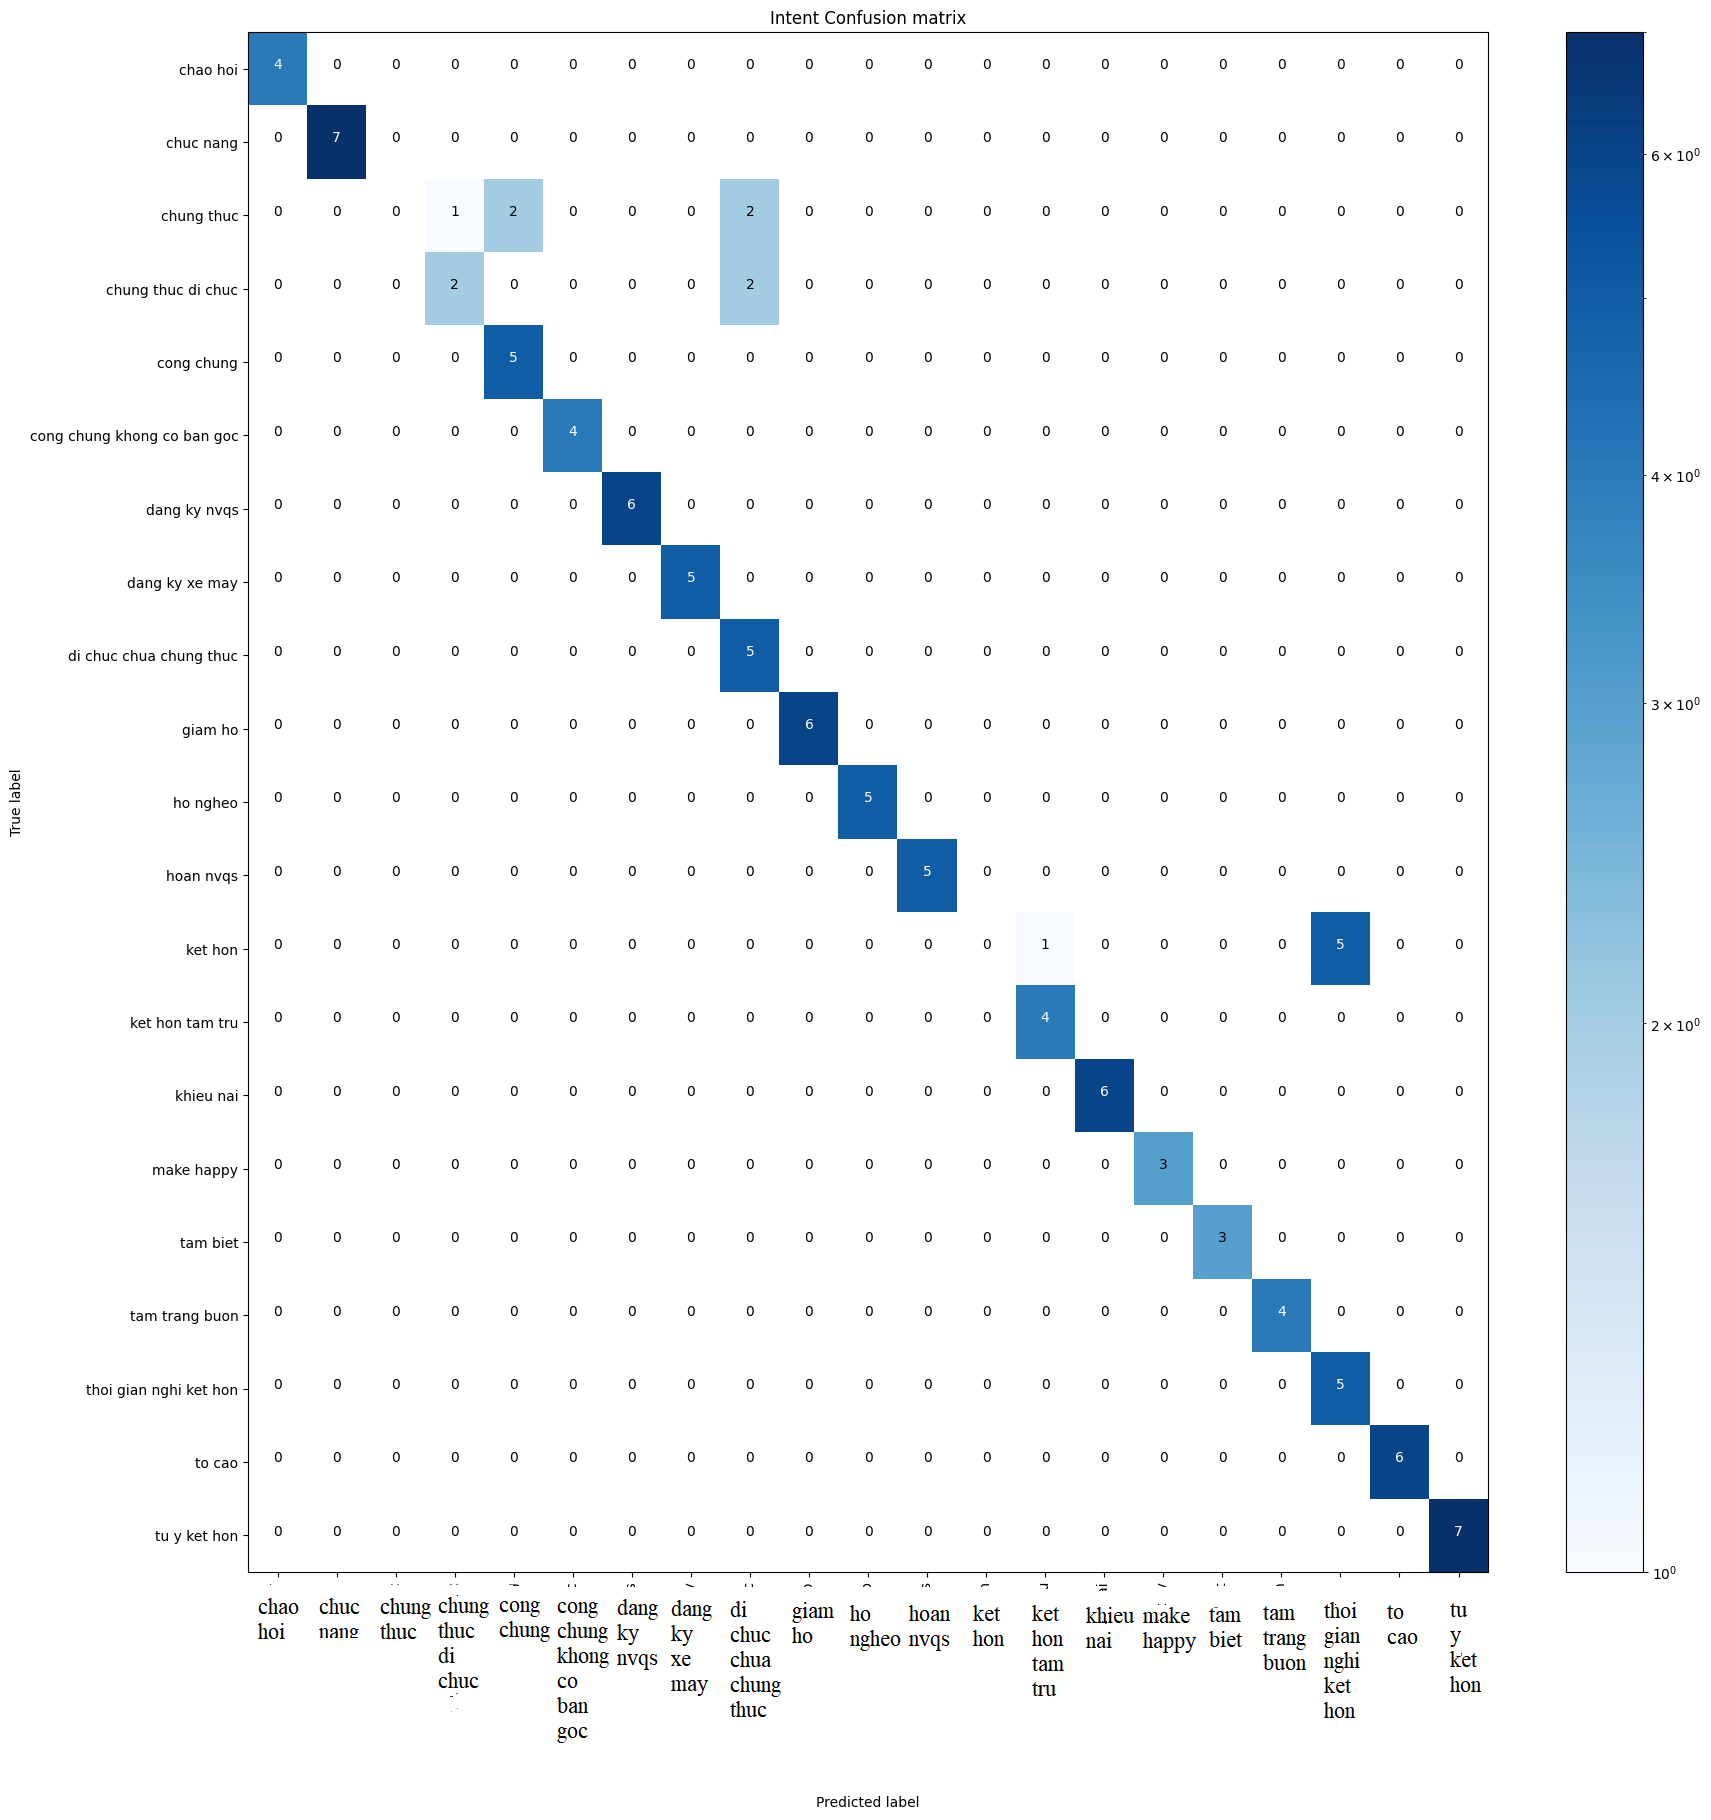 Intent Confusion matrix
chao hoi 4 0 0 0 0 0 0 0 0 0 0 0 0 0 0 0 0 0 0 0 0
chuc nang 0 7 0 0 0 0 0 0 0 0 0 0 0 0 0 0 0 0 0 0 0
6 × 10⁰
chung thuc 0 0 0 1 2 0 0 0 2 0 0 0 0 0 0 0 0 0 0 0 0
chung thuc di chuc 0 0 0 2 0 0 0 0 2 0 0 0 0 0 0 0 0 0 0 0 0
cong chung 0 0 0 0 5 0 0 0 0 0 0 0 0 0 0 0 0 0 0 0 0
cong chung khong co ban goc 0 0 0 0 0 4 0 0 0 0 0 0 0 0 0 0 0 0 0 0 0
4 × 10⁰
dang ky nvqs 0 0 0 0 0 0 6 0 0 0 0 0 0 0 0 0 0 0 0 0 0
dang ky xe may 0 0 0 0 0 0 0 5 0 0 0 0 0 0 0 0 0 0 0 0 0
di chuc chua chung thuc 0 0 0 0 0 0 0 0 5 0 0 0 0 0 0 0 0 0 0 0 0
3 × 10⁰
giam ho 0 0 0 0 0 0 0 0 0 6 0 0 0 0 0 0 0 0 0 0 0
True label
ho ngheo 0 0 0 0 0 0 0 0 0 0 5 0 0 0 0 0 0 0 0 0 0
hoan nvqs 0 0 0 0 0 0 0 0 0 0 0 5 0 0 0 0 0 0 0 0 0
ket hon 0 0 0 0 0 0 0 0 0 0 0 0 0 1 0 0 0 0 5 0 0
ket hon tam tru 0 0 0 0 0 0 0 0 0 0 0 0 0 4 0 0 0 0 0 0 0
2 × 10⁰
khieu nai 0 0 0 0 0 0 0 0 0 0 0 0 0 0 6 0 0 0 0 0 0
make happy 0 0 0 0 0 0 0 0 0 0 0 0 0 0 0 3 0 0 0 0 0
tam biet 0 0 0 0 0 0 0 0 0 0 0 0 0 0 0 0 3 0 0 0 0
tam trang buon 0 0 0 0 0 0 0 0 0 0 0 0 0 0 0 0 0 4 0 0 0
thoi gian nghi ket hon 0 0 0 0 0 0 0 0 0 0 0 0 0 0 0 0 0 0 5 0 0
to cao 0 0 0 0 0 0 0 0 0 0 0 0 0 0 0 0 0 0 0 6 0
tu y ket hon 0 0 0 0 0 0 0 0 0 0 0 0 0 0 0 0 0 0 0 0 7
10⁰
chao
hoi
chuc
nang
chung
thuc
chung
thuc
di
chuc
cong
chung
cong
chung
khong
co
ban
goc
dang
ky
nvqs
dang
ky
xe
may
di
chuc
chua
chung
thuc
giam
ho
ho
ngheo
hoan
nvqs
ket
hon
ket
hon
tam
tru
khieu
nai
make
happy
tam
biet
tam
trang
buon
thoi
gian
nghi
ket
hon
to
cao
tu
y
ket
hon
Predicted label